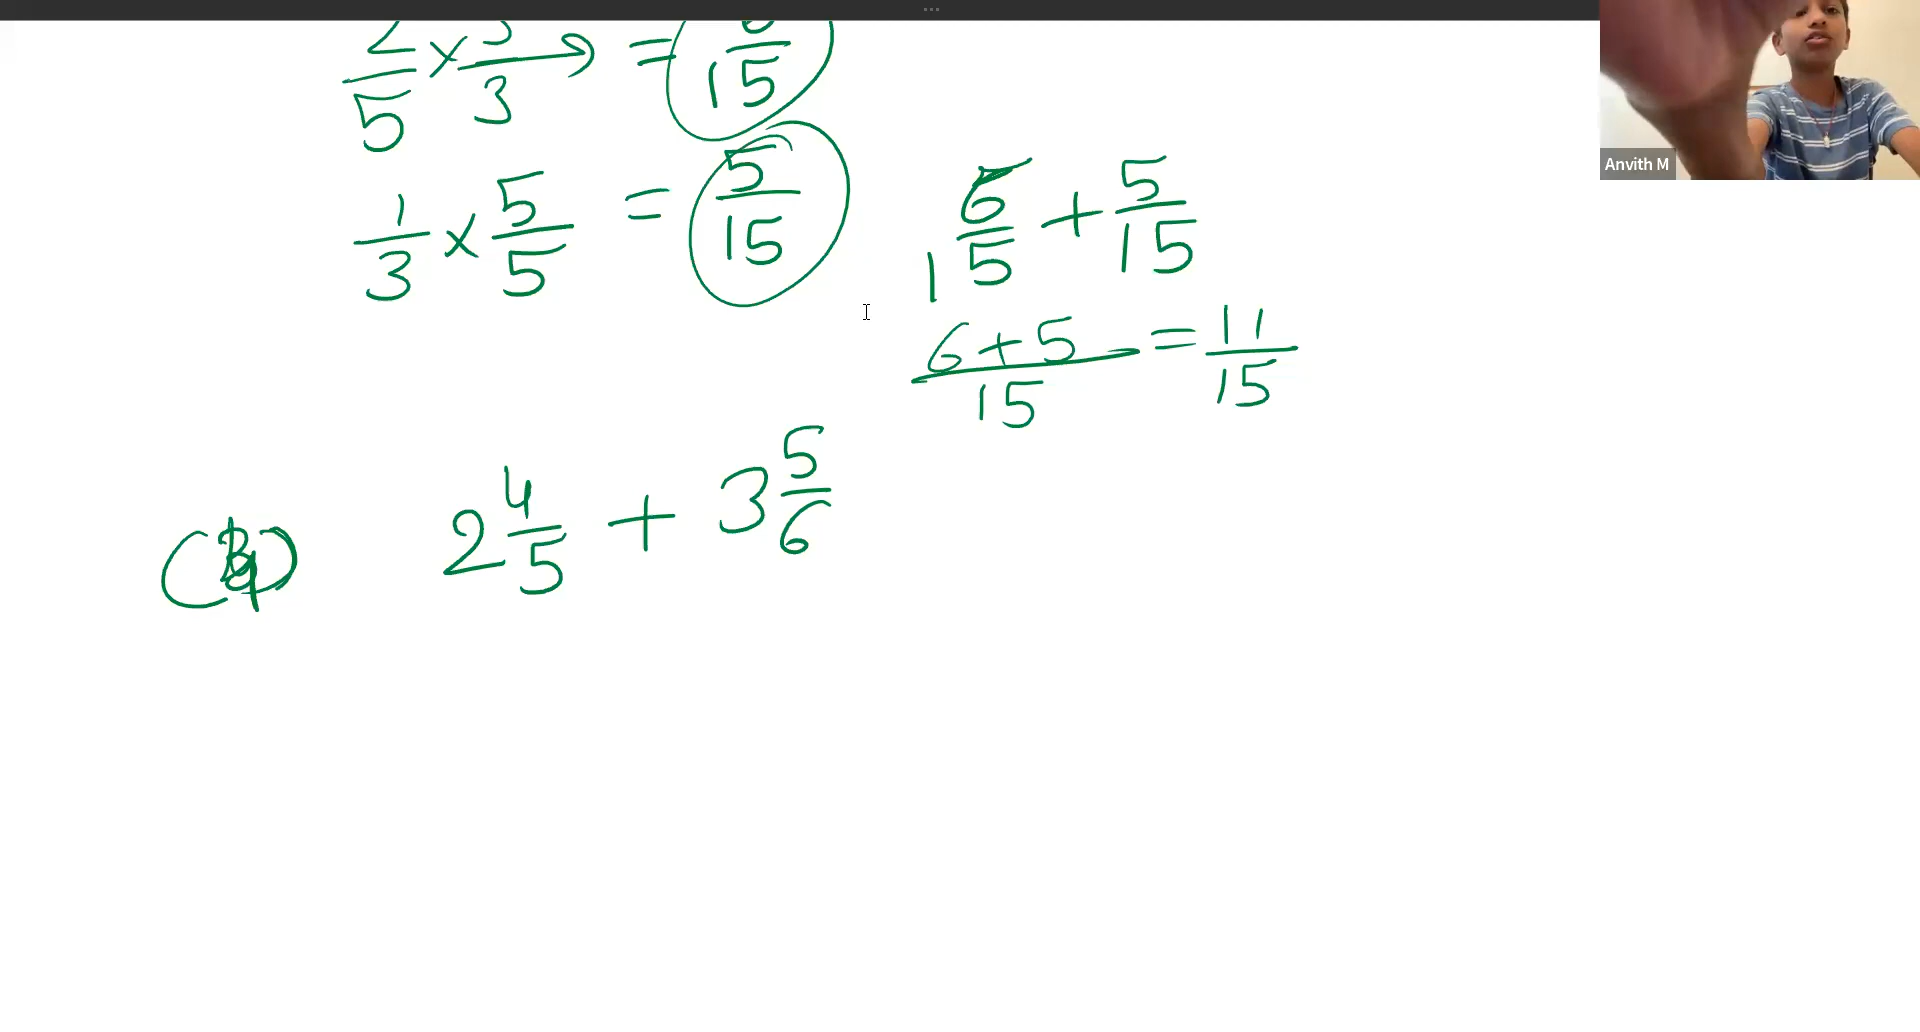 2/5 × 3/3 = 6/15
1/3 × 5/5 = 5/15
6/15 + 5/15
(6+5)/15 = 11/15
2 4/5 + 3 5/6
Anvith M